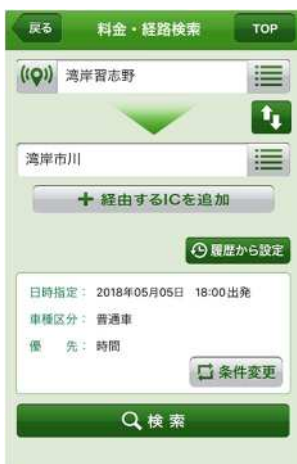 戻る 料金・経路検索 TOP
湾岸習志野
湾岸市川
+ 経由するICを追加
履歴から設定
日時指定： 2018年05月05日 18:00出発
車種区分： 普通車
優 先： 時間
条件変更
検 索